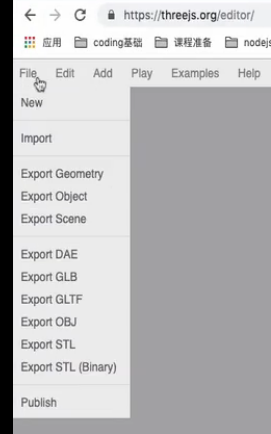 https://threejs.org/editor/
应用 coding基础 课程准备 nodejs
File Edit Add Play Examples Help
New
Import
Export Geometry
Export Object
Export Scene
Export DAE
Export GLB
Export GLTF
Export OBJ
Export STL
Export STL (Binary)
Publish